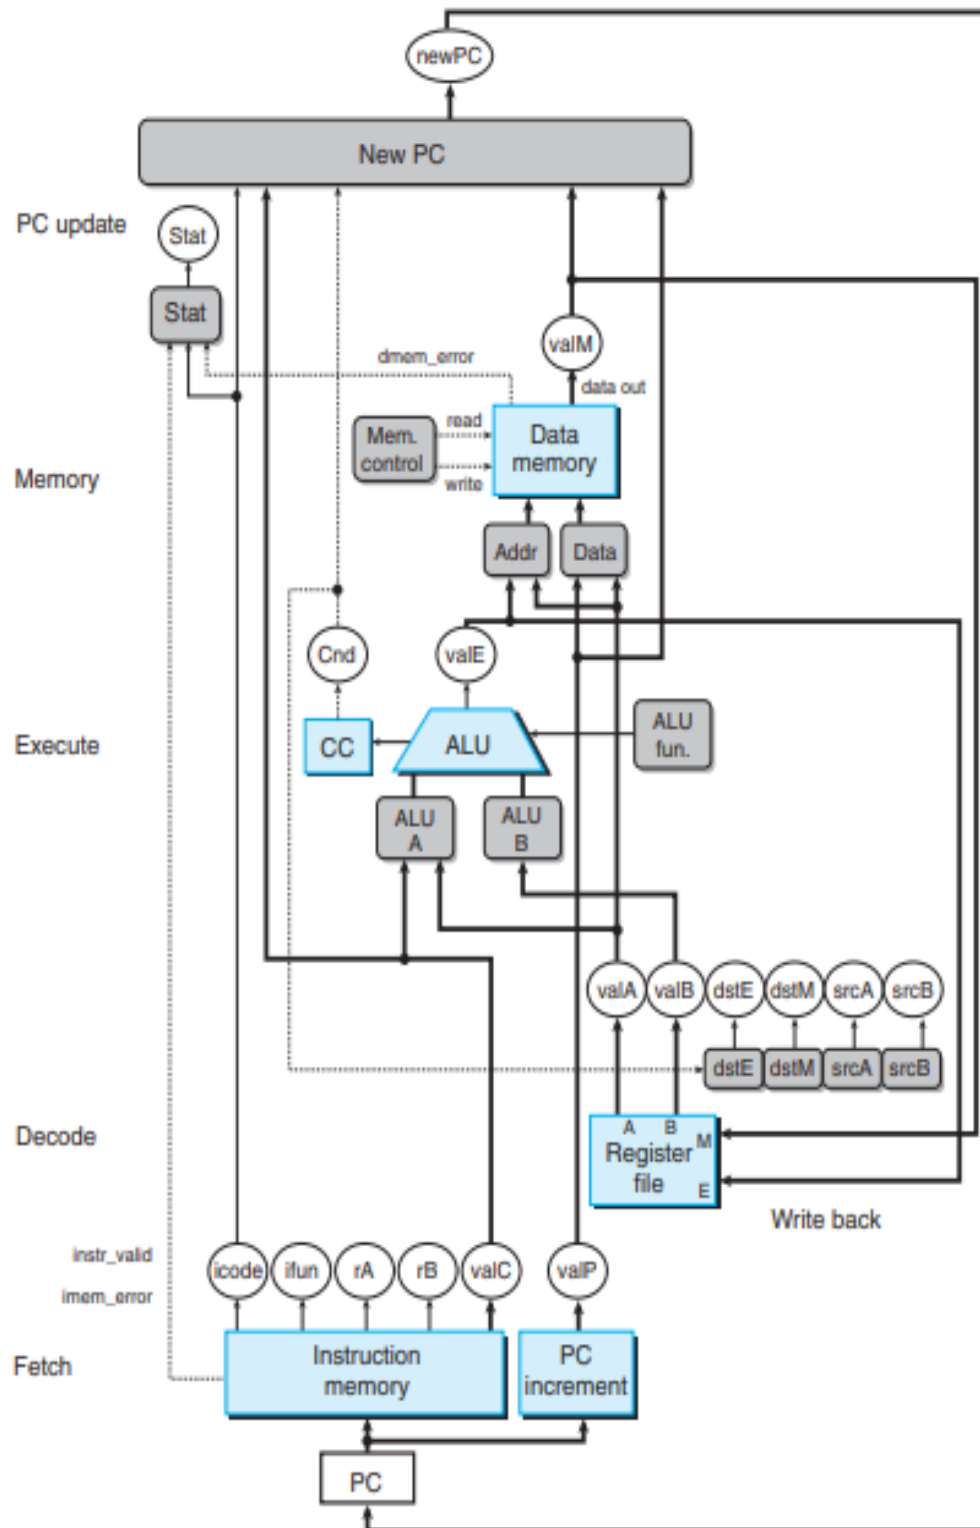 newPC
New PC
PC update
Stat
Stat
valM
dmem_error
data out
read
Mem.
control
Data
memory
write
Memory
Addr
Data
Cnd
valE
ALU
fun.
Execute
CC
ALU
ALU
A
ALU
B
valA
valB
dstE
dstM
srcA
srcB
dstE
dstM
srcA
srcB
Decode
A
B
M
Register
file
E
Write back
instr_valid
imem_error
icode
ifun
rA
rB
valC
valP
Fetch
Instruction
memory
PC
increment
PC